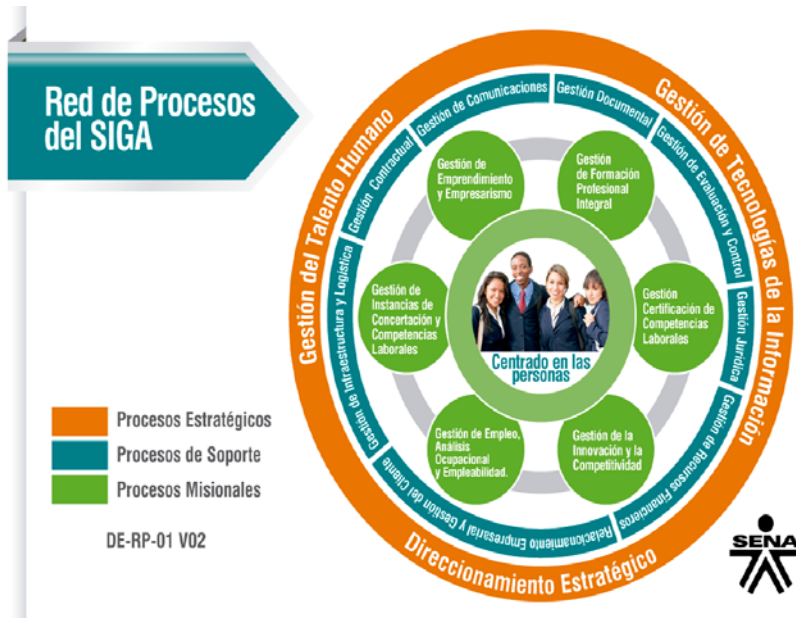 Red de Procesos
del SIGA
Gestión del Talento Humano
Gestión de Tecnologías de la Información
Direccionamiento Estratégico
Gestión de Comunicaciones
Gestión Documental
Gestión de Evaluación y Control
Gestión Jurídica
Gestión de Recursos Financieros
Relacionamiento Empresarial y Gestión del Cliente
Gestión de Infraestructura y Logística
Gestión Contractual
Gestión de
Emprendimiento
y Empresarismo
Gestión
de Formación
Profesional
Integral
Gestión de
Instancias de
Concertación y
Competencias
Laborales
Gestión
Certificación de
Competencias
Laborales
Centrado en las
personas
Gestión de Empleo,
Análisis
Ocupacional
y Empleabilidad.
Gestión de la
Innovación y la
Competitividad
Procesos Estratégicos
Procesos de Soporte
Procesos Misionales
DE-RP-01 V02
SENA